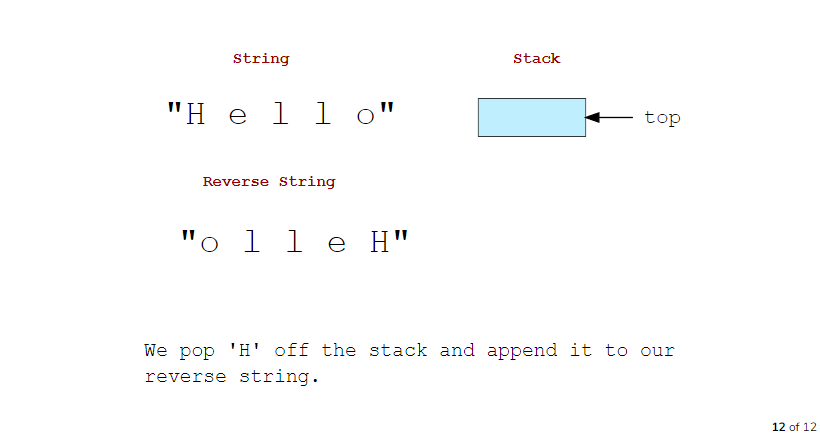 String
Stack
"H e l l o"
top
Reverse String
"o l l e H"
We pop 'H' off the stack and append it to our
reverse string.
12 of 12